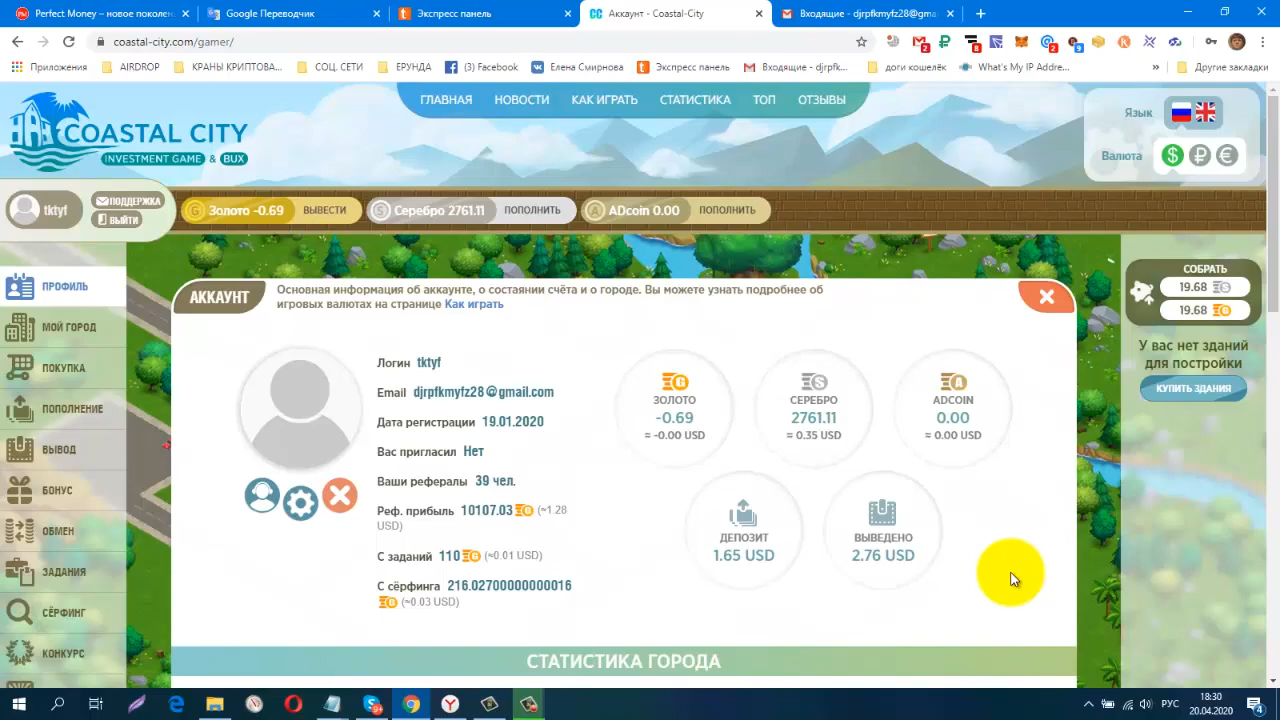 Perfect Money – новое поколен
Google Переводчик
Экспресс панель
Аккаунт - Coastal-City
Входящие - djrpfkmyfz28@gma
coastal-city.com/gamer/
Приложения
AIRDROP
КРАНЫ КРИПТОВА...
СОЦ. СЕТИ
ЕРУНДА
(3) Facebook
Елена Смирнова
Экспресс панель
Входящие - djrpfk...
доги кошелёк
What's My IP Addre...
»
Другие закладки
COASTAL CITY
INVESTMENT GAME & BUX
ГЛАВНАЯ
НОВОСТИ
КАК ИГРАТЬ
СТАТИСТИКА
ТОП
ОТЗЫВЫ
Язык
Валюта
$ ₽ €
tktyf
ПОДДЕРЖКА
ВЫЙТИ
Золото -0.69
ВЫВЕСТИ
Серебро 2761.11
ПОПОЛНИТЬ
ADcoin 0.00
ПОПОЛНИТЬ
ПРОФИЛЬ
МОЙ ГОРОД
ПОКУПКА
ПОПОЛНЕНИЕ
ВЫВОД
БОНУС
ОБМЕН
ЗАДАНИЯ
СЁРФИНГ
КОНКУРС
АККАУНТ
Основная информация об аккаунте, о состоянии счёта и о городе. Вы можете узнать подробнее об
игровых валютах на странице Как играть
Логин tktyf
Email djrpfkmyfz28@gmail.com
Дата регистрации 19.01.2020
Вас пригласил Нет
Ваши рефералы 39 чел.
Реф. прибыль 10107.03 G (≈1.28
USD)
С заданий 110 G (≈0.01 USD)
С сёрфинга 216.02700000000016
G (≈0.03 USD)
ЗОЛОТО
-0.69
≈ -0.00 USD
СЕРЕБРО
2761.11
≈ 0.35 USD
ADCOIN
0.00
≈ 0.00 USD
ДЕПОЗИТ
1.65 USD
ВЫВЕДЕНО
2.76 USD
СТАТИСТИКА ГОРОДА
СОБРАТЬ
19.68 S
19.68 G
У вас нет зданий
для постройки
КУПИТЬ ЗДАНИЯ
РУС
18:30
20.04.2020